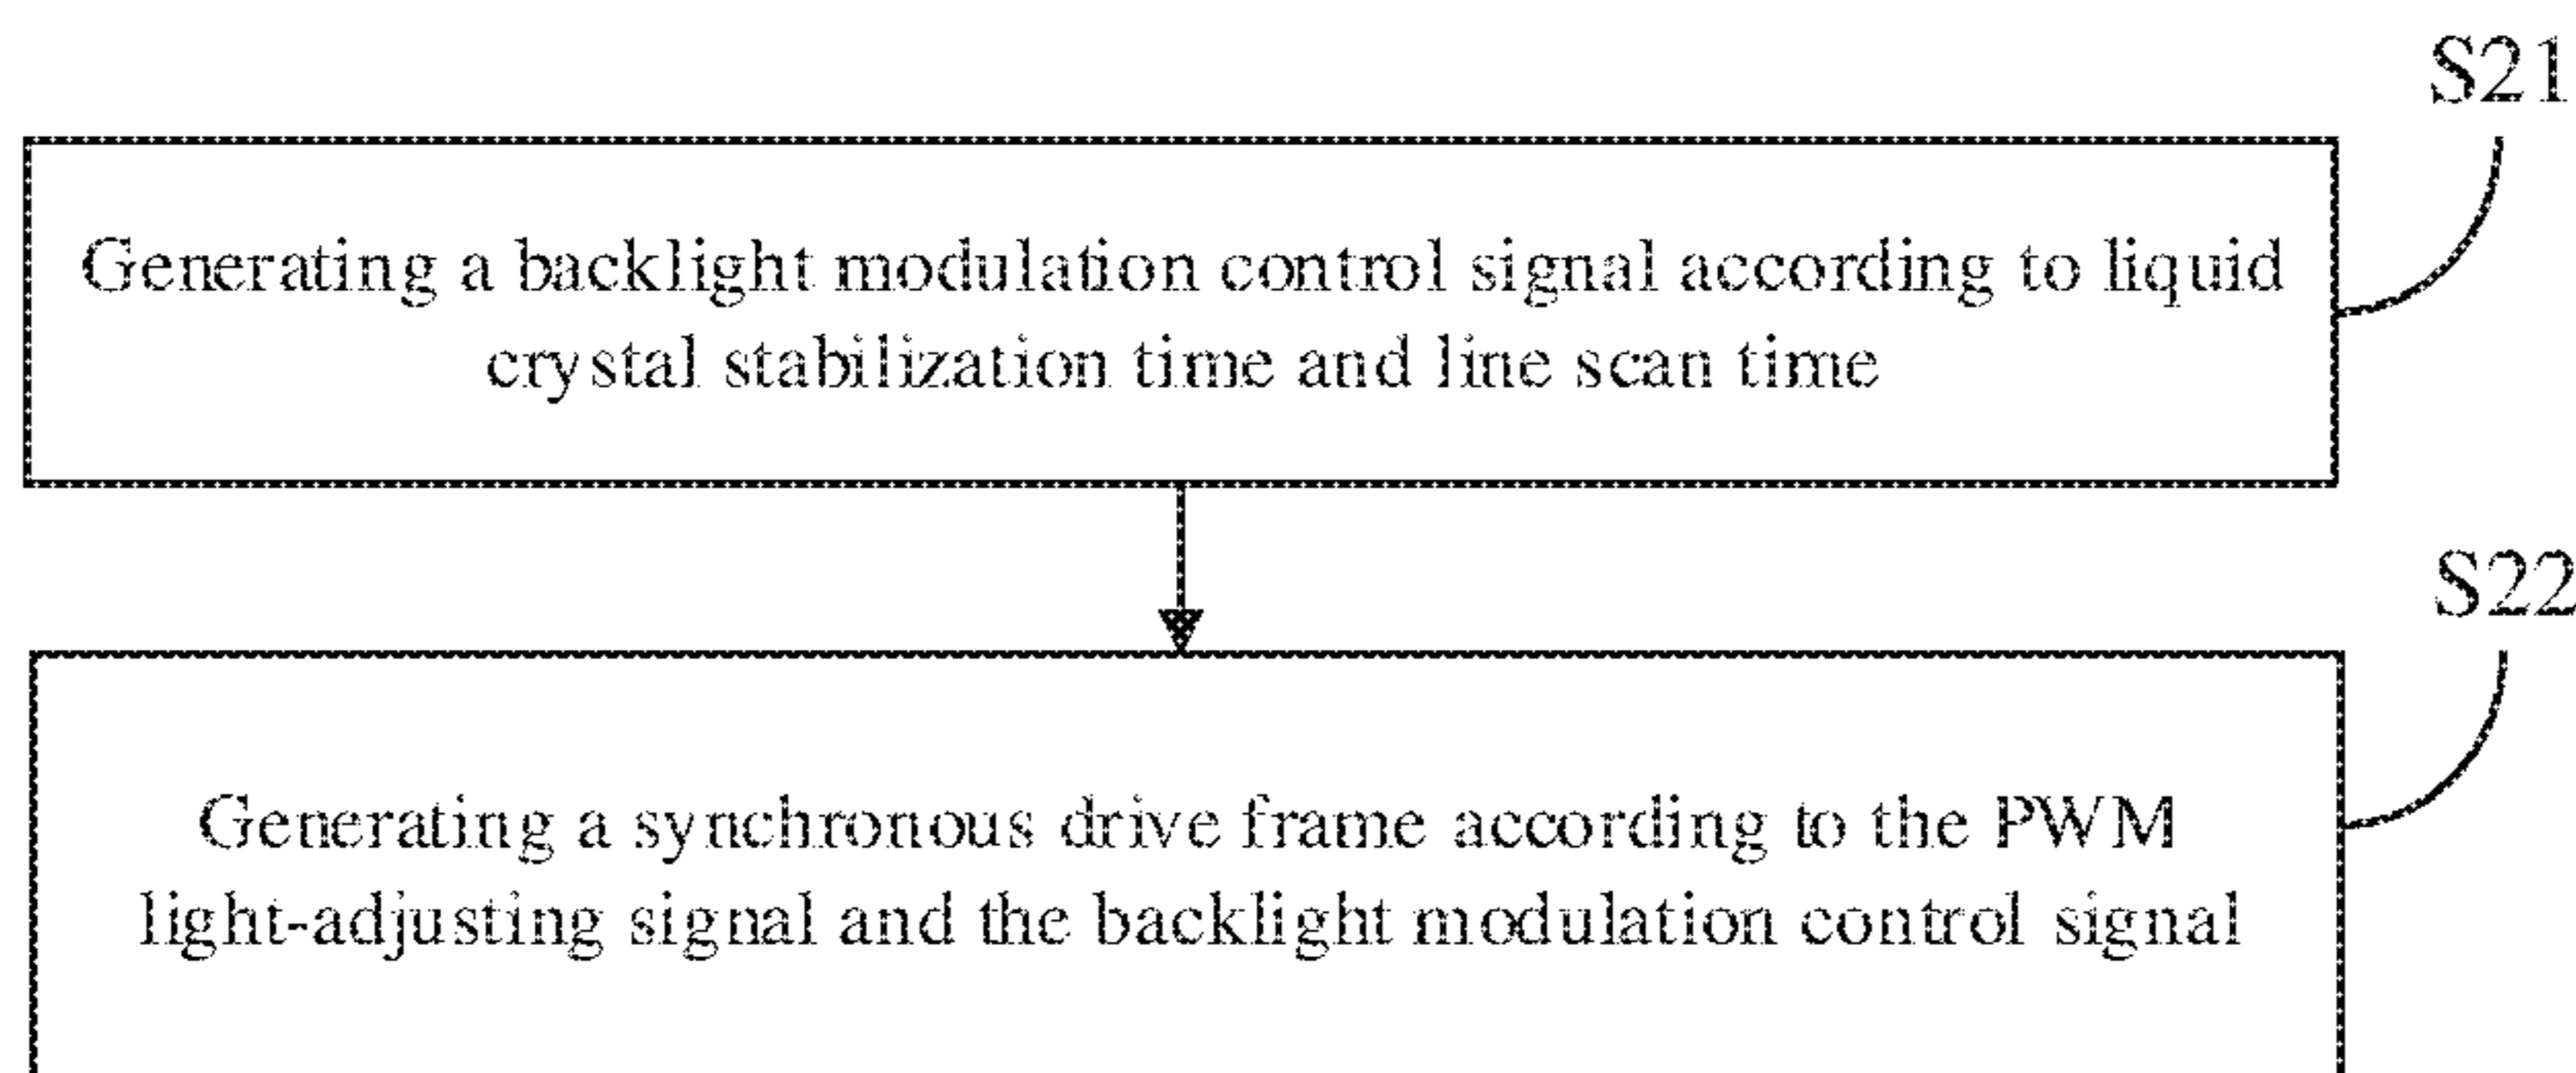 S21
Generating a backlight modulation control signal according to liquid
crystal stabilization time and line scan time
S22
Generating a synchronous drive frame according to the PWM
light-adjusting signal and the backlight modulation control signal